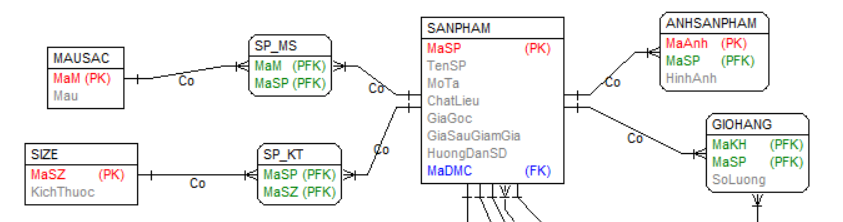 MAUSAC
MaM (PK)
Mau
Co
SP_MS
MaM (PFK)
MaSP (PFK)
Co
SIZE
MaSZ (PK)
KichThuoc
Co
SP_KT
MaSP (PFK)
MaSZ (PFK)
Co
SANPHAM
MaSP (PK)
TenSP
MoTa
ChatLieu
GiaGoc
GiaSauGiamGia
HuongDanSD
MaDMC (FK)
Co
ANHSANPHAM
MaAnh (PK)
MaSP (PFK)
HinhAnh
Co
GIOHANG
MaKH (PFK)
MaSP (PFK)
SoLuong